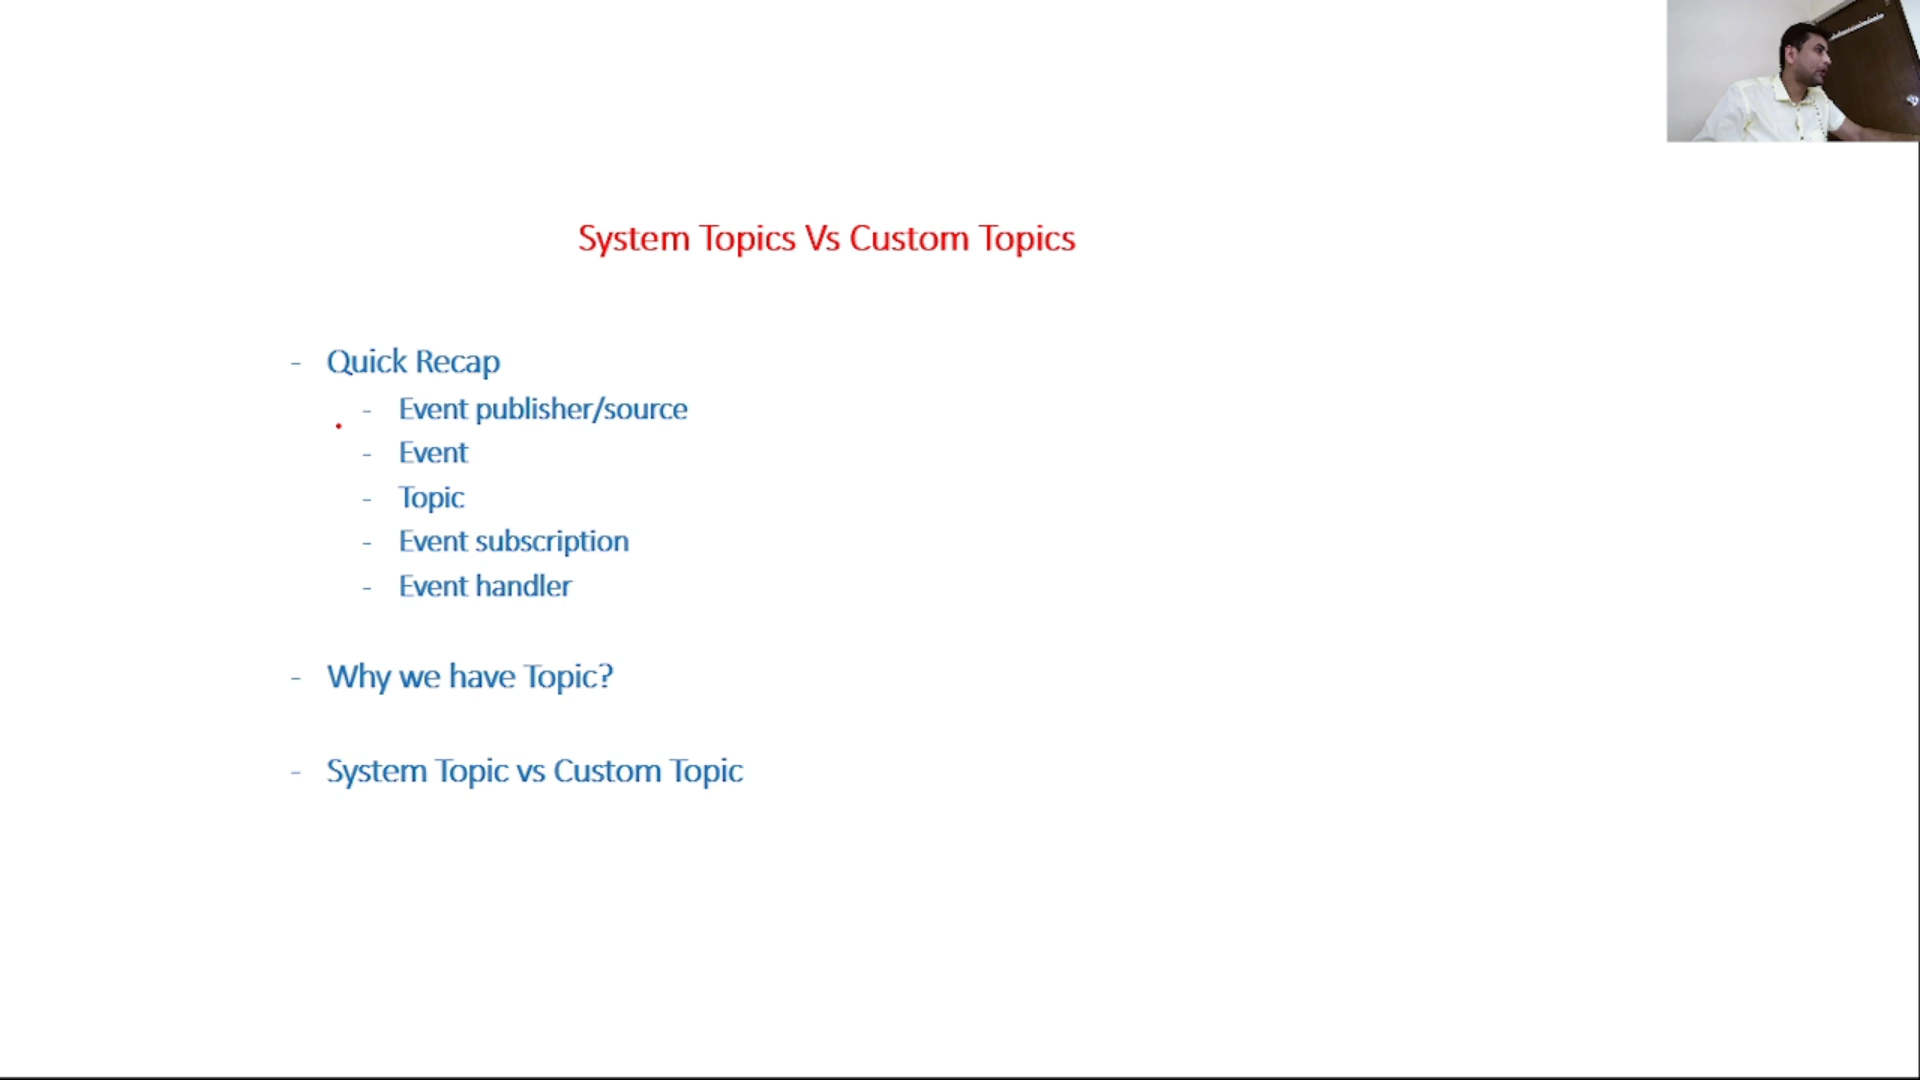 System Topics Vs Custom Topics
- Quick Recap
- Event publisher/source
- Event
- Topic
- Event subscription
- Event handler
- Why we have Topic?
- System Topic vs Custom Topic